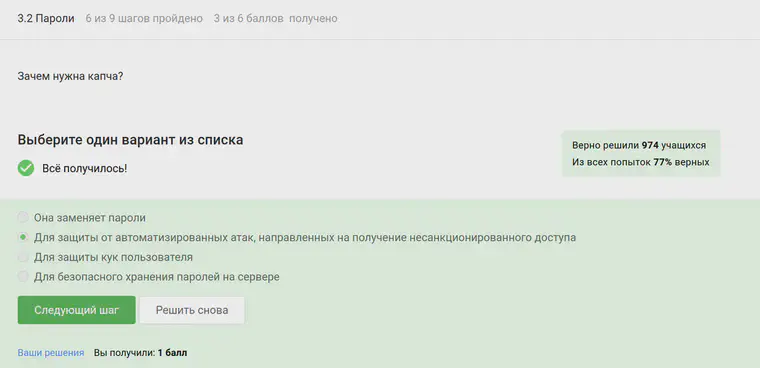 3.2 Пароли 6 из 9 шагов пройдено 3 из 6 баллов получено
Зачем нужна капча?
Выберите один вариант из списка
Всё получилось!
Верно решили 974 учащихся
Из всех попыток 77% верных
Она заменяет пароли
Для защиты от автоматизированных атак, направленных на получение несанкционированного доступа
Для защиты кук пользователя
Для безопасного хранения паролей на сервере
Следующий шаг Решить снова
Ваши решения Вы получили: 1 балл